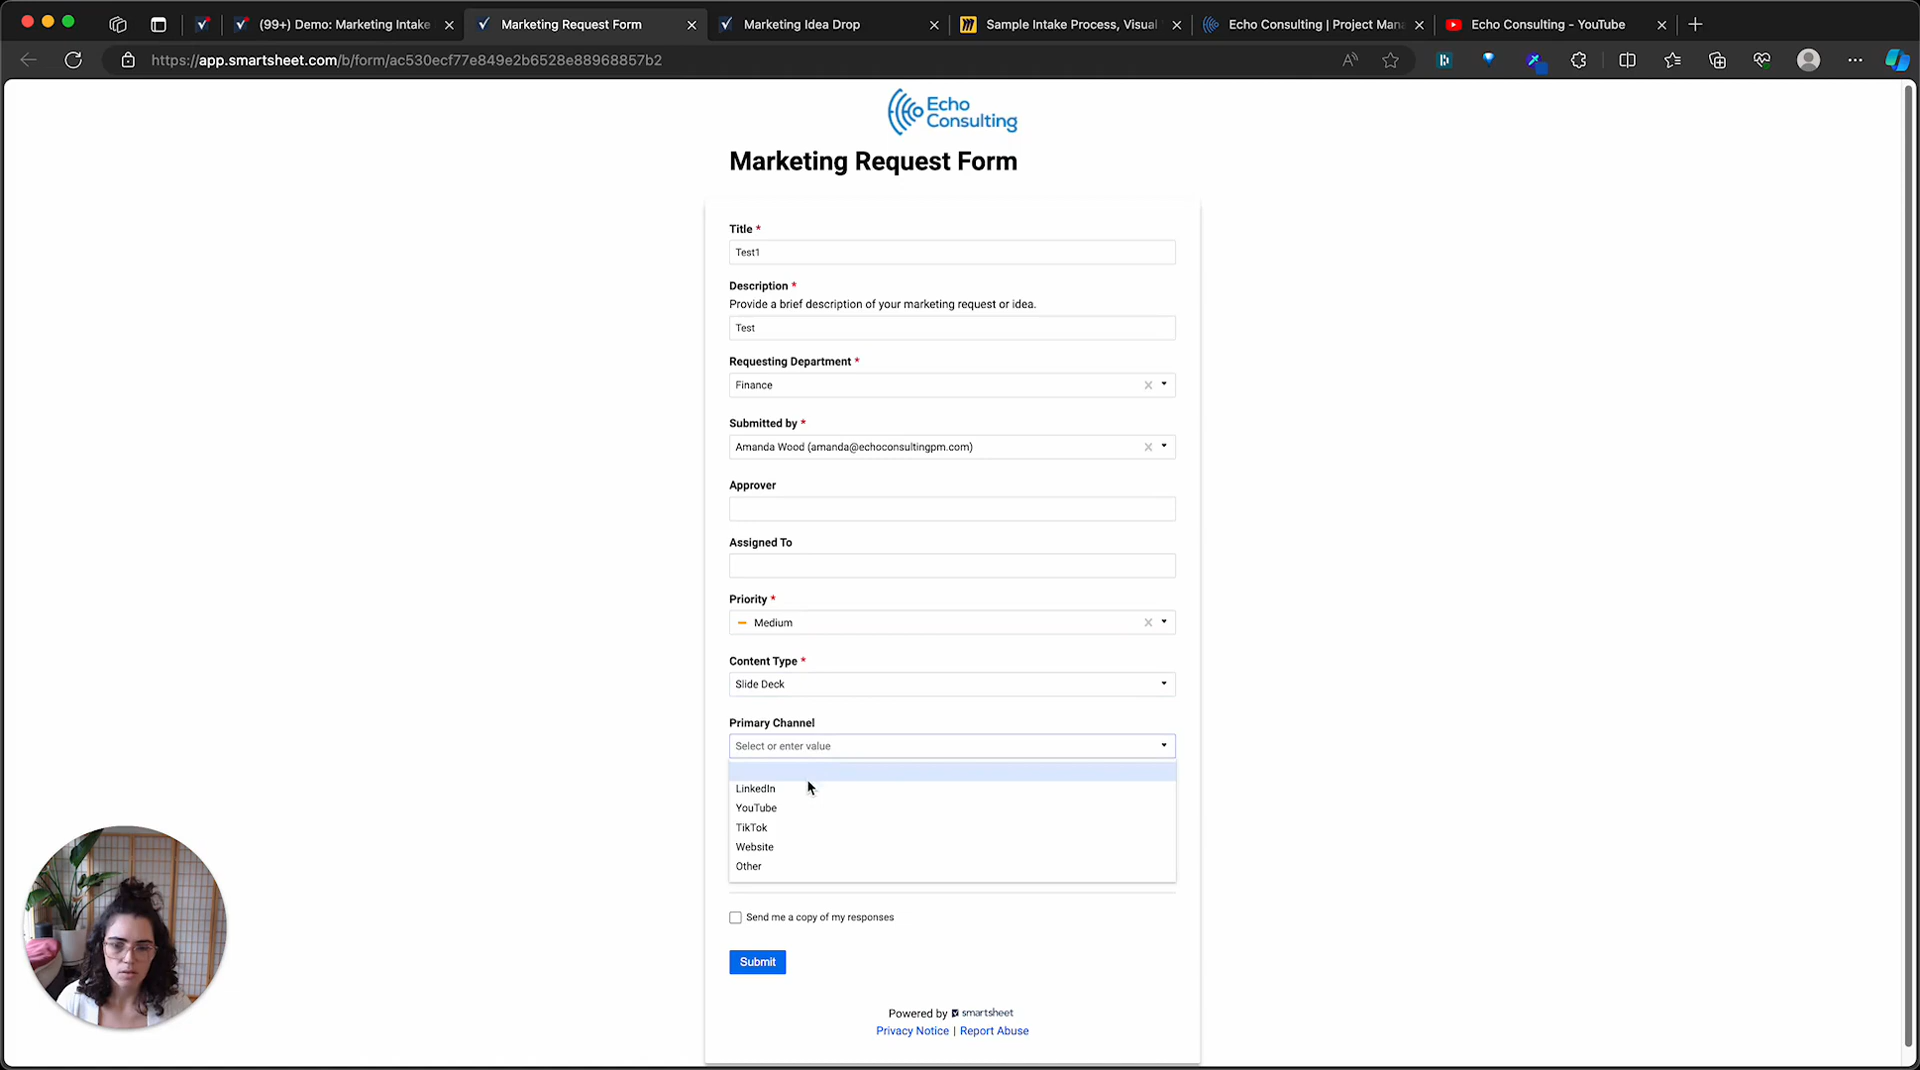 (99+) Demo: Marketing Intake
Marketing Request Form
Marketing Idea Drop
Sample Intake Process, Visual
Echo Consulting | Project Mana
Echo Consulting - YouTube
https://app.smartsheet.com/b/form/ac530ecf77e849e2b6528e88968857b2
Echo
Consulting
Marketing Request Form
Title *
Test1
Description *
Provide a brief description of your marketing request or idea.
Test
Requesting Department *
Finance
Submitted by *
Amanda Wood (amanda@echoconsultingpm.com)
Approver
Assigned To
Priority *
Medium
Content Type *
Slide Deck
Primary Channel
Select or enter value
LinkedIn
YouTube
TikTok
Website
Other
Send me a copy of my responses
Submit
Powered by smartsheet
Privacy Notice | Report Abuse